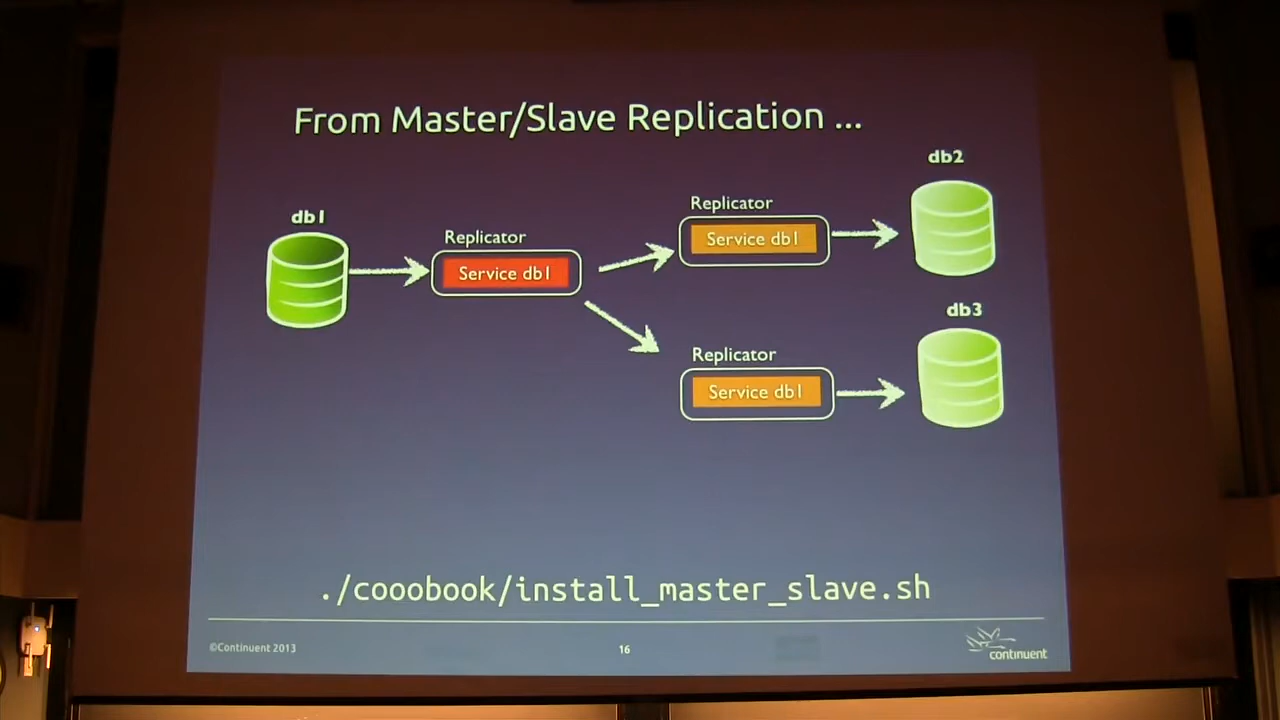 From Master/Slave Replication ...
db1
Replicator
Service db1
Replicator
Service db1
db2
Replicator
Service db1
db3
./cooobook/install_master_slave.sh
©Continuent 2013
16
continuent